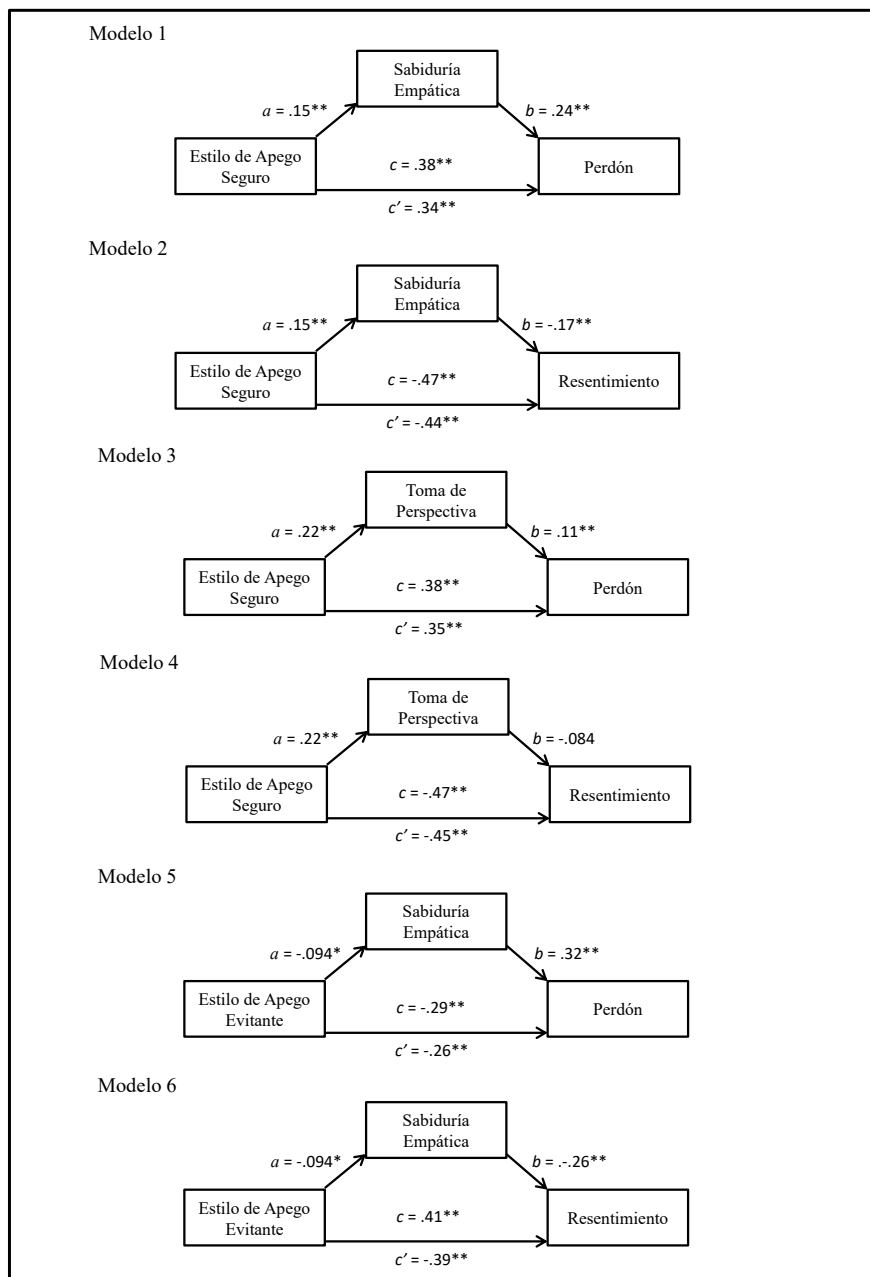 Modelo 1
Sabiduría
Empática
a = .15**
b = .24**
Estilo de Apego
Seguro
c = .38**
Perdón
c’ = .34**
Modelo 2
Sabiduría
Empática
a = .15**
b = -.17**
Estilo de Apego
Seguro
c = -.47**
Resentimiento
c’ = -.44**
Modelo 3
Toma de
Perspectiva
a = .22**
b = .11**
Estilo de Apego
Seguro
c = .38**
Perdón
c’ = .35**
Modelo 4
Toma de
Perspectiva
a = .22**
b = -.084
Estilo de Apego
Seguro
c = -.47**
Resentimiento
c’ = -.45**
Modelo 5
Sabiduría
Empática
a = -.094*
b = .32**
Estilo de Apego
Evitante
c = -.29**
Perdón
c’ = -.26**
Modelo 6
Sabiduría
Empática
a = -.094*
b = .-.26**
Estilo de Apego
Evitante
c = .41**
Resentimiento
c’ = -.39**